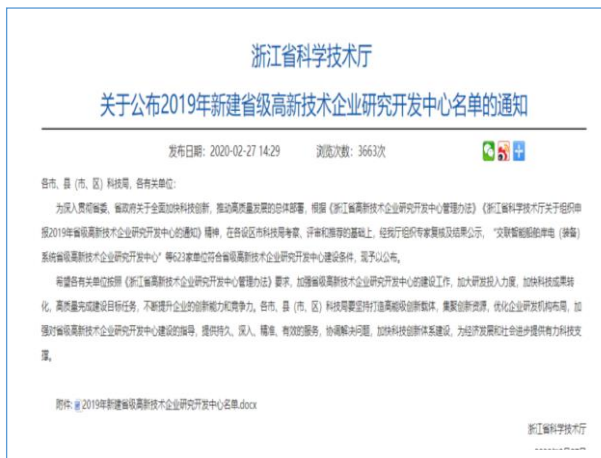 浙江省科学技术厅
关于公布2019年新建省级高新技术企业研究开发中心名单的通知
发布日期：2020-02-27 14:29 浏览次数：3663次
各市、县（市、区）科技局，各有关单位：
为深入贯彻省委、省政府关于全面加快科技创新，推动高质量发展的总体部署，根据《浙江省高新技术企业研究开发中心管理办法》《浙江省科学技术厅关于组织申
报2019年省级高新技术企业研究开发中心的通知》精神，在各设区市科技局考察、评审和推荐的基础上，经我厅组织专家复核及结果公示，“交联智能船舶岸电（装备）
系统省级高新技术企业研究开发中心”等623家单位符合省级高新技术企业研究开发中心建设条件，现予以公布。
希望各有关单位按照《浙江省高新技术企业研究开发中心管理办法》要求，加强省级高新技术企业研究开发中心的建设工作，加大研发投入力度，加快科技成果转
化，高质量完成建设目标任务，不断提升企业的创新能力和竞争力。各市、县（市、区）科技局要坚持打造高能级创新载体，集聚创新资源，优化企业研发机构布局，加
强对省级高新技术企业研究开发中心建设的指导，提供持久、深入、精准、有效的服务，协调解决问题，加快科技创新体系建设，为经济发展和社会进步提供有力科技支
撑。
附件：2019年新建省级高新技术企业研究开发中心名单.docx
浙江省科学技术厅